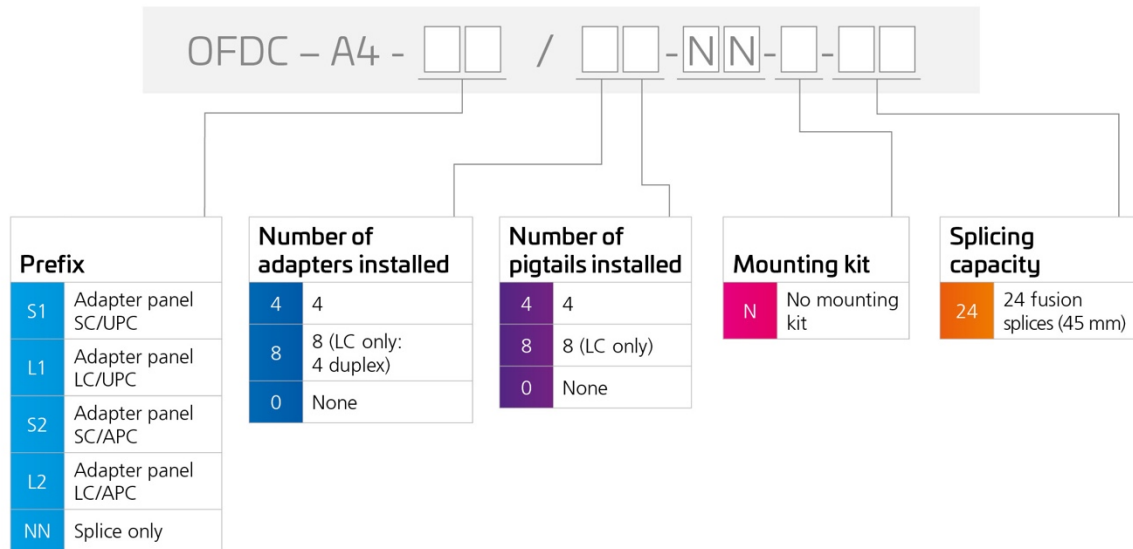 OFDC – A4 - / -NN- -
Prefix
S1 Adapter panel
SC/UPC
L1 Adapter panel
LC/UPC
S2 Adapter panel
SC/APC
L2 Adapter panel
LC/APC
NN Splice only
Number of
adapters installed
4 4
8 8 (LC only:
4 duplex)
0 None
Number of
pigtails installed
4 4
8 8 (LC only)
0 None
Mounting kit
N No mounting
kit
Splicing
capacity
24 24 fusion
splices (45 mm)